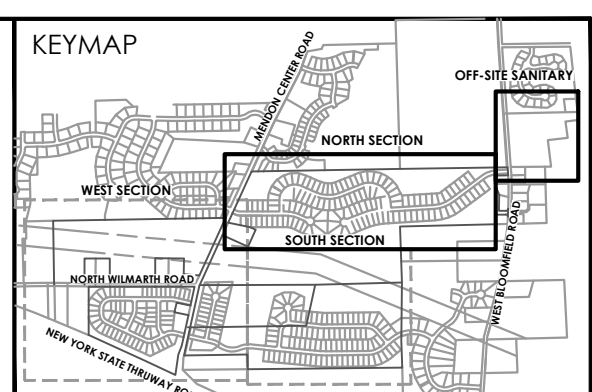 KEYMAP
MENDON CENTER ROAD
OFF-SITE SANITARY
NORTH SECTION
WEST SECTION
SOUTH SECTION
WEST BLOOMFIELD ROAD
NORTH WILMARTH ROAD
NEW YORK STATE THRUWAY